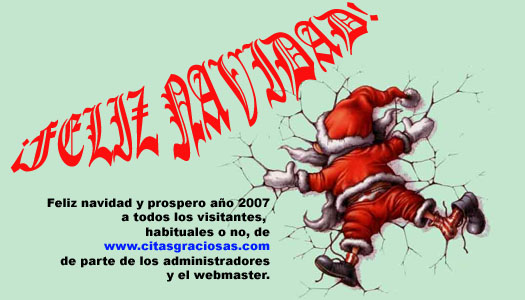 ¡FELIZ NAVIDAD!
Feliz navidad y prospero año 2007
a todos los visitantes,
habituales o no, de
www.citasgraciosas.com
de parte de los administradores
y el webmaster.